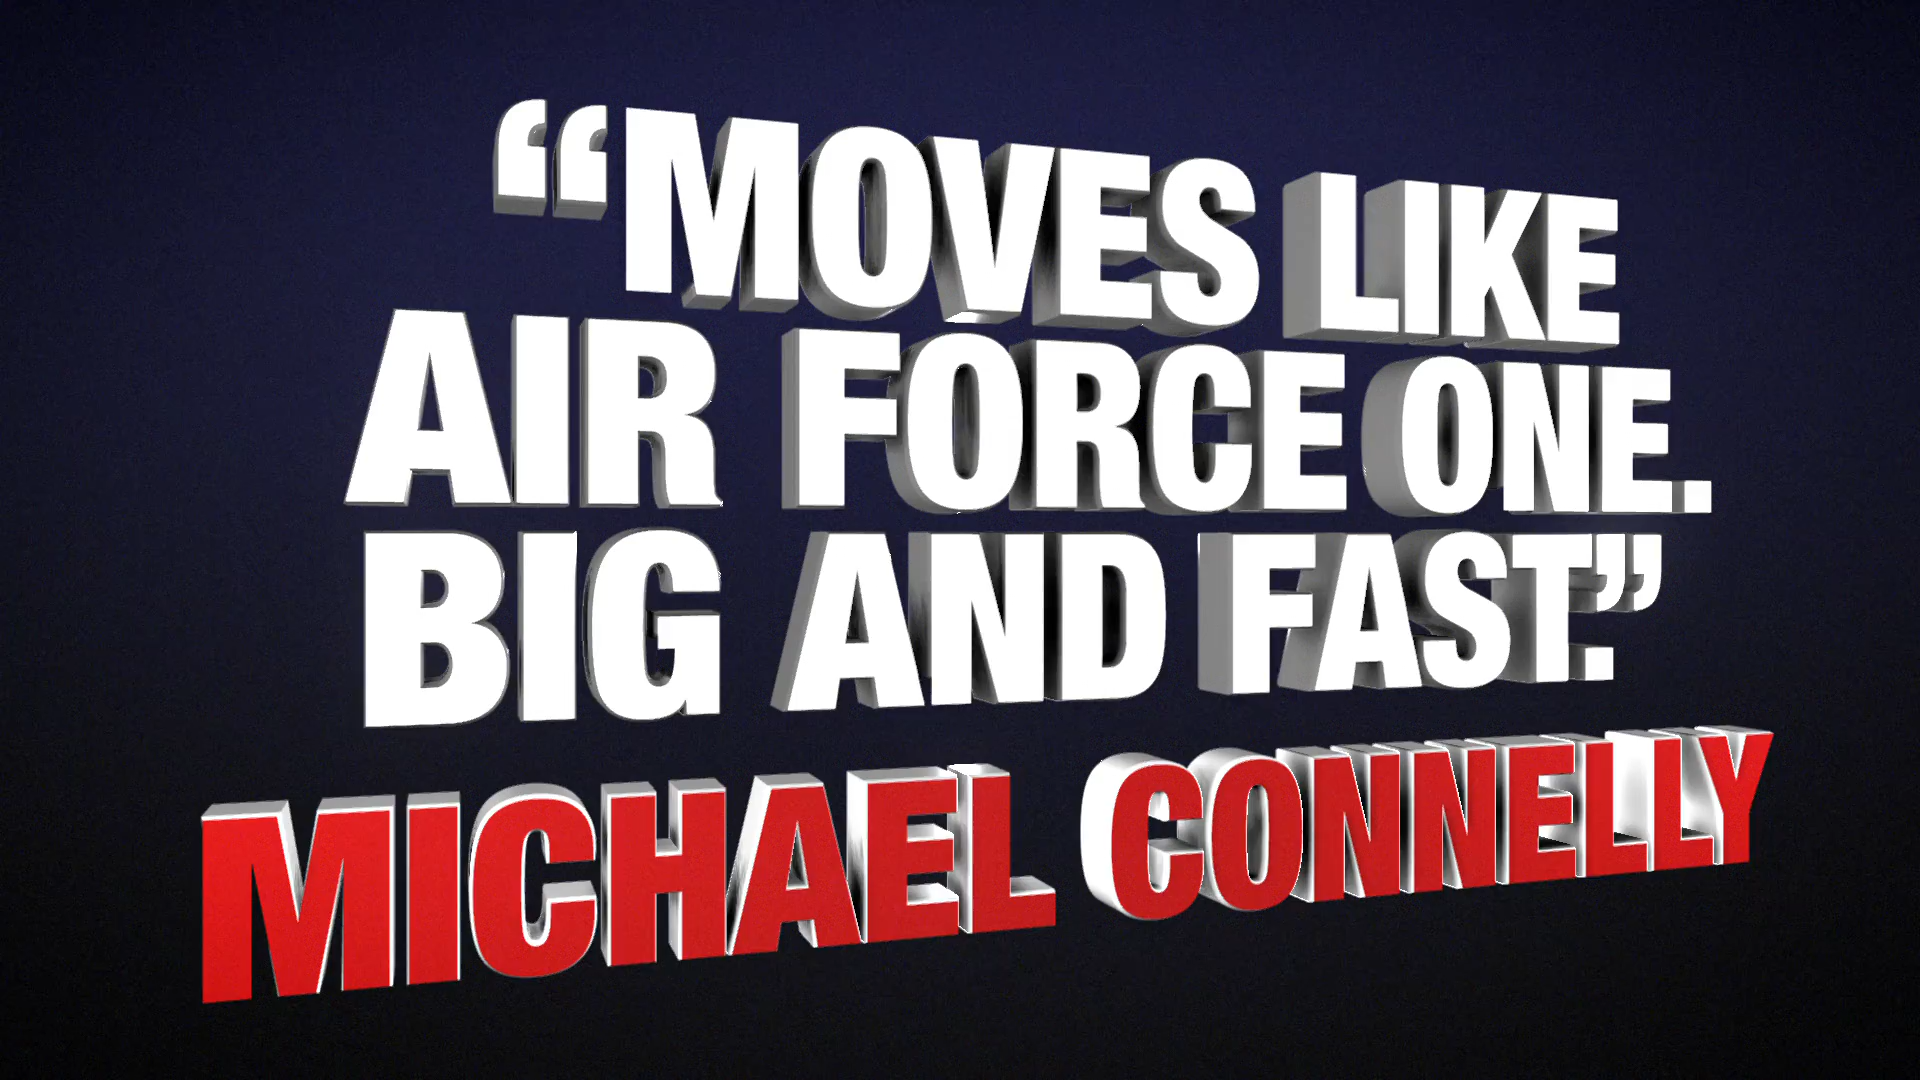 “MOVES LIKE
AIR FORCE ONE.
BIG AND FAST.”
MICHAEL CONNELLY